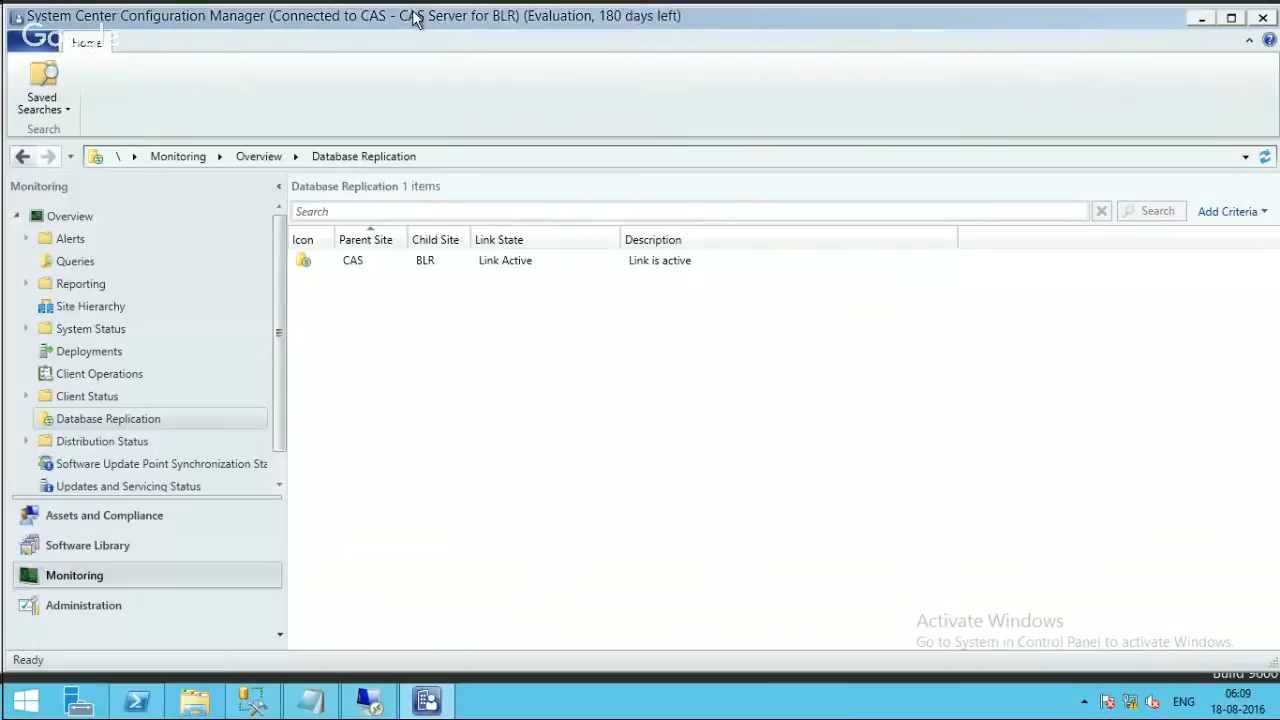 System Center Configuration Manager (Connected to CAS - CAS Server for BLR) (Evaluation, 180 days left)
Home
Saved
Searches
Search
\ Monitoring Overview Database Replication
Monitoring
Database Replication 1 items
Search
Search
Add Criteria
Icon Parent Site Child Site Link State Description
CAS BLR Link Active Link is active
Overview
Alerts
Queries
Reporting
Site Hierarchy
System Status
Deployments
Client Operations
Client Status
Database Replication
Distribution Status
Software Update Point Synchronization Sta
Updates and Servicing Status
Assets and Compliance
Software Library
Monitoring
Administration
Activate Windows
Go to System in Control Panel to activate Windows.
Ready
Build 9600
ENG
06:09
18-08-2016